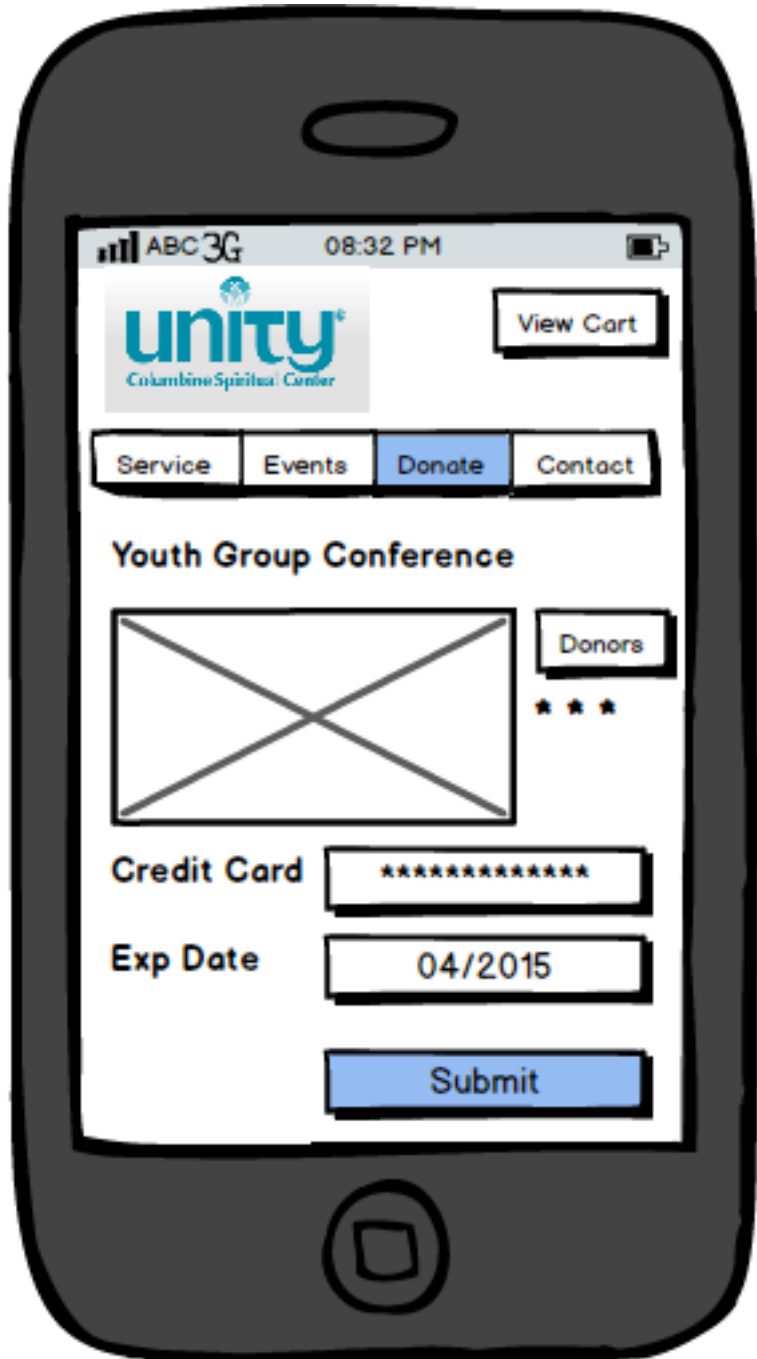 ABC 3G 08:32 PM
unity®
Columbine Spiritual Center
View Cart
Service Events Donate Contact
Youth Group Conference
Donors
* * *
Credit Card *************
Exp Date 04/2015
Submit